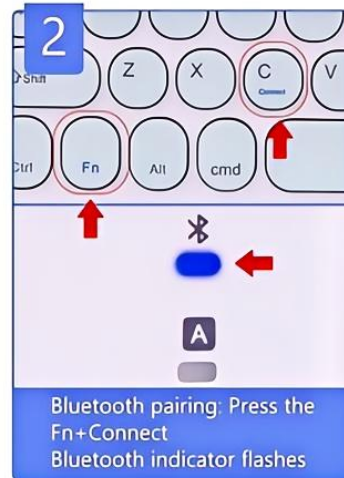 2
Shift Z X C V
Connect
Ctrl Fn Alt cmd
A
Bluetooth pairing: Press the
Fn+Connect
Bluetooth indicator flashes